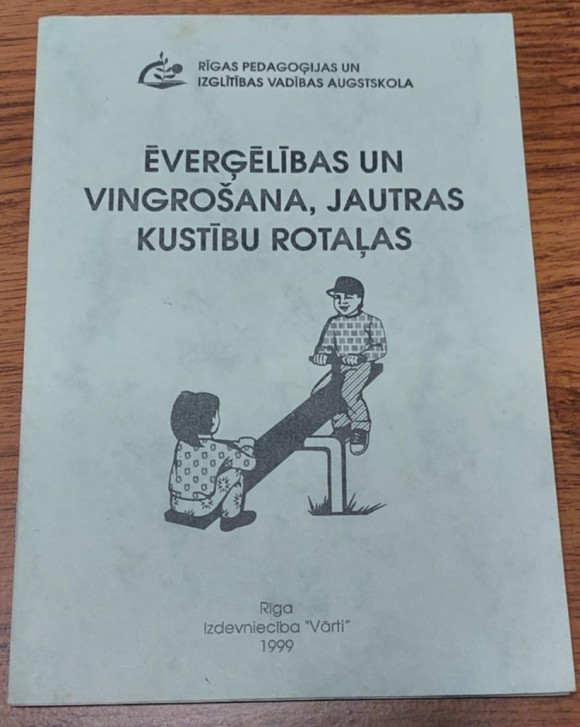 RĪGAS PEDAGOĢIJAS UN
IZGLĪTĪBAS VADĪBAS AUGSTSKOLA
ĒVERĢĒLĪBAS UN
VINGROŠANA, JAUTRAS
KUSTĪBU ROTAĻAS
Rīga
Izdevniecība "Vārti"
1999